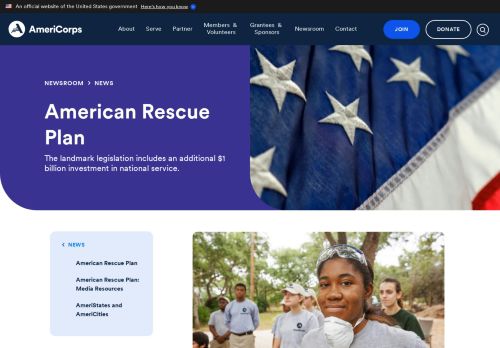 An official website of the United States government Here's how you know
AmeriCorps
About Serve Partner Members & Volunteers Grantees & Sponsors Newsroom Contact
JOIN DONATE
NEWSROOM > NEWS
American Rescue
Plan
The landmark legislation includes an additional $1
billion investment in national service.
< NEWS
American Rescue Plan
American Rescue Plan:
Media Resources
AmeriStates and
AmeriCities